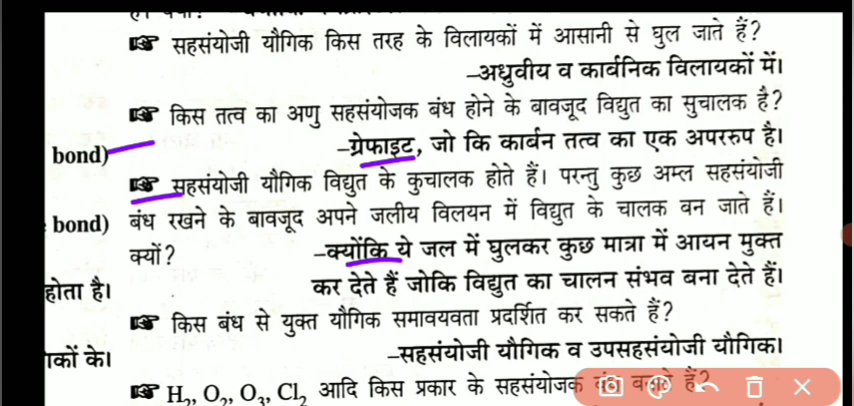 ☞ सहसंयोजी यौगिक किस तरह के विलायकों में आसानी से घुल जाते हैं?
–अध्रुवीय व कार्बनिक विलायकों में।
☞ किस तत्व का अणु सहसंयोजक बंध होने के बावजूद विद्युत का सुचालक है?
bond)
–ग्रेफाइट, जो कि कार्बन तत्व का एक अपररुप है।
☞ सहसंयोजी यौगिक विद्युत के कुचालक होते हैं। परन्तु कुछ अम्ल सहसंयोजी
bond) बंध रखने के बावजूद अपने जलीय विलयन में विद्युत के चालक बन जाते हैं।
क्यों? –क्योंकि ये जल में घुलकर कुछ मात्रा में आयन मुक्त
होता है। कर देते हैं जोकि विद्युत का चालन संभव बना देते हैं।
☞ किस बंध से युक्त यौगिक समावयवता प्रदर्शित कर सकते हैं?
के। –सहसंयोजी यौगिक व उपसहसंयोजी यौगिक।
☞ H₂, O₂, O₃, Cl₂ आदि किस प्रकार के सहसंयोजक हैं?